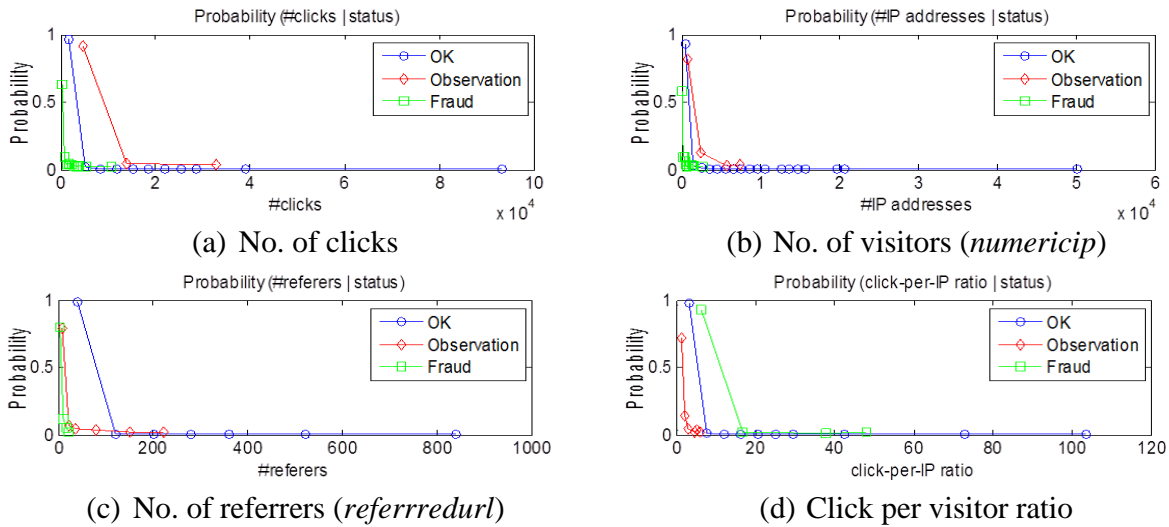 Probability (#clicks | status)
1
0.5
0
Probability
OK
Observation
Fraud
0 2 4 6 8 10
x 10^4
#clicks
(a) No. of clicks
Probability (#IP addresses | status)
1
0.5
0
Probability
OK
Observation
Fraud
0 1 2 3 4 5 6
x 10^4
#IP addresses
(b) No. of visitors (numericip)
Probability (#referers | status)
1
0.5
0
Probability
OK
Observation
Fraud
0 200 400 600 800 1000
#referers
(c) No. of referrers (referrredurl)
Probability (click-per-IP ratio | status)
1
0.5
0
Probability
OK
Observation
Fraud
0 20 40 60 80 100 120
click-per-IP ratio
(d) Click per visitor ratio